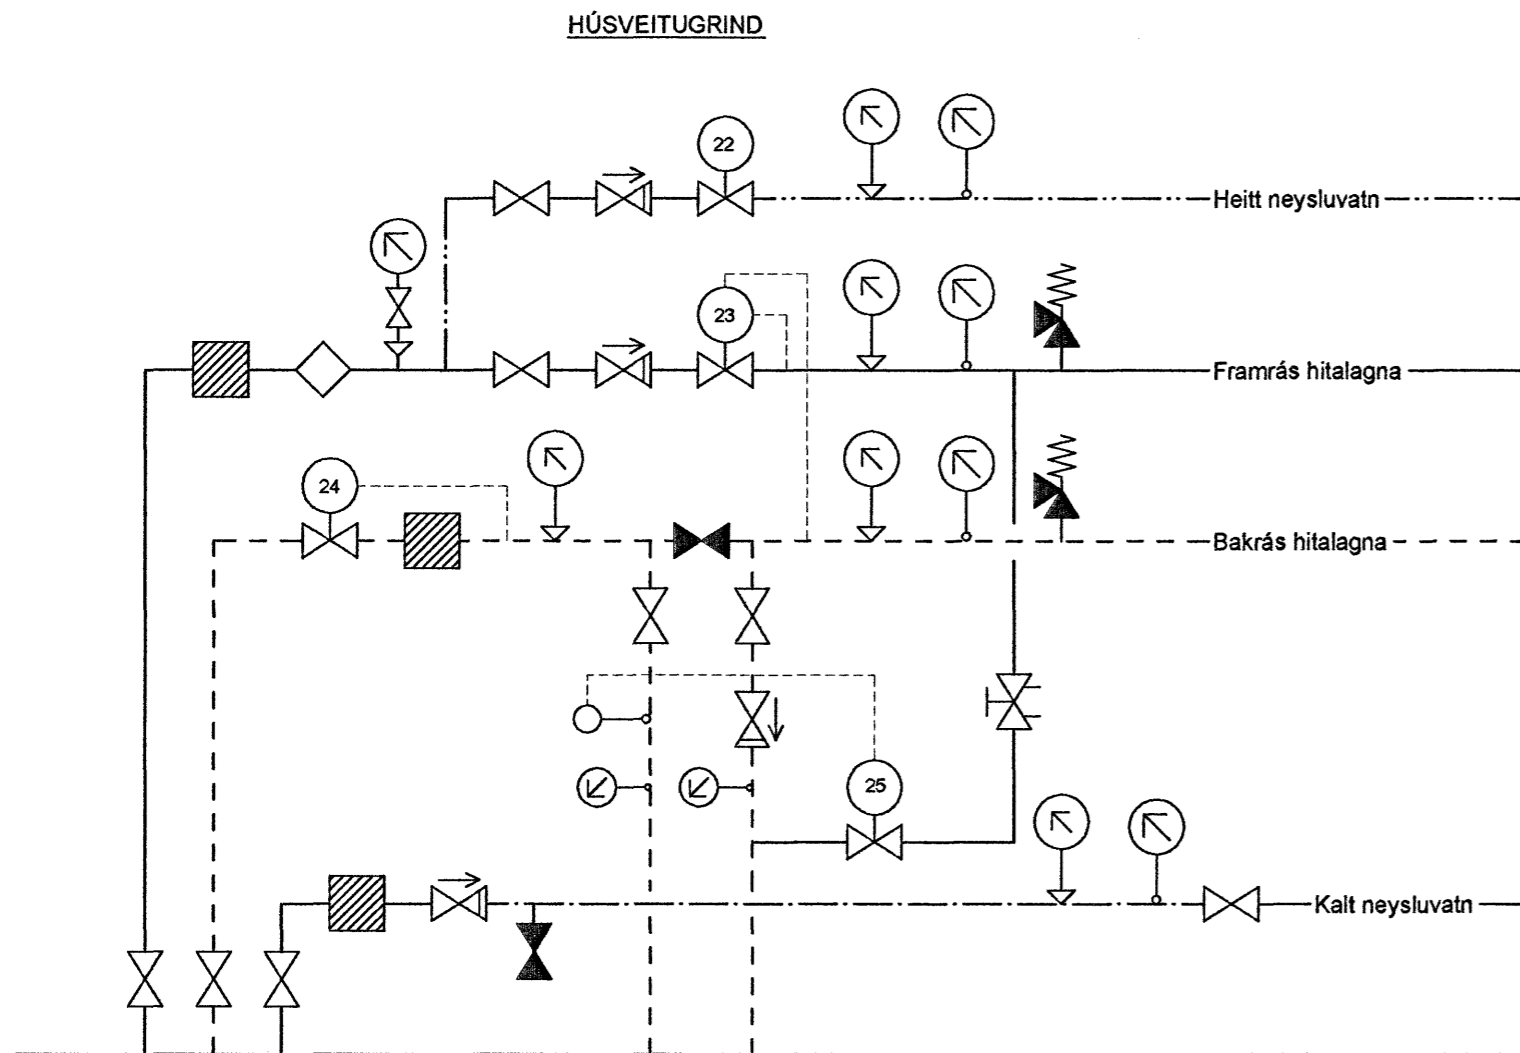 HÚSVEITUGRIND
22
Heitt neysluvatn
23
Framrás hitalagna
24
Bakrás hitalagna
25
Kalt neysluvatn